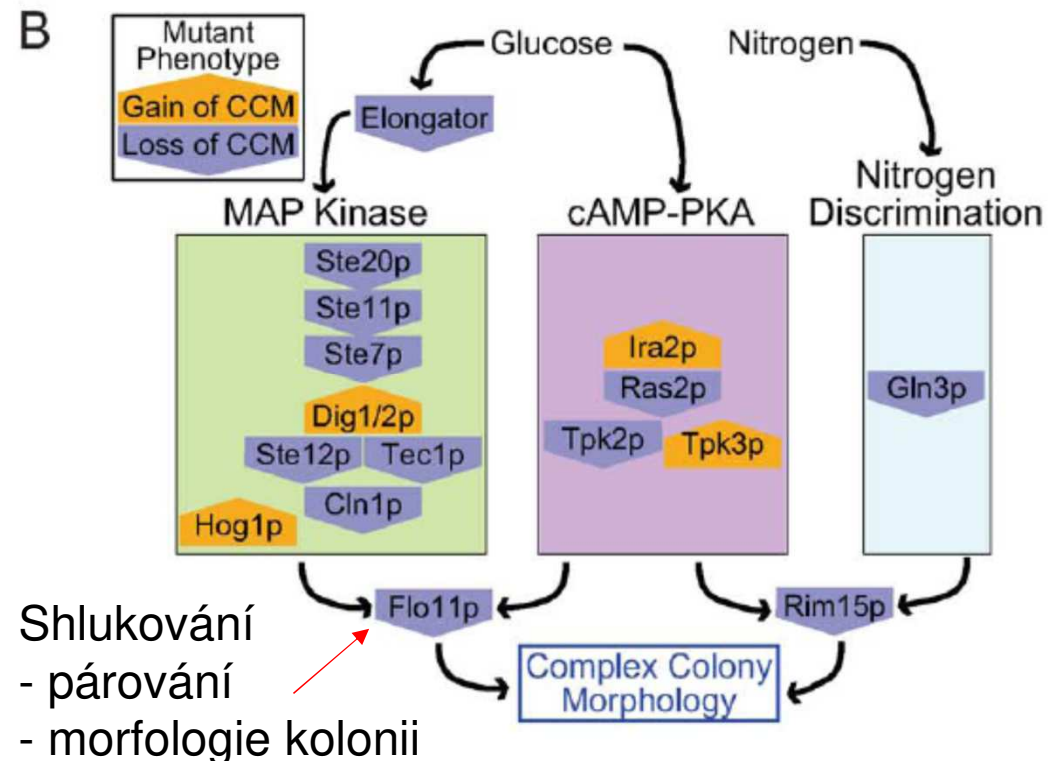 B
Mutant
Phenotype
Gain of CCM
Loss of CCM
Glucose
Nitrogen
Elongator
MAP Kinase
cAMP-PKA
Nitrogen
Discrimination
Ste20p
Ste11p
Ste7p
Dig1/2p
Ste12p
Tec1p
Cln1p
Hog1p
Ira2p
Ras2p
Tpk2p
Tpk3p
Gln3p
Flo11p
Rim15p
Complex Colony
Morphology
Shlukování
- párování
- morfologie kolonii